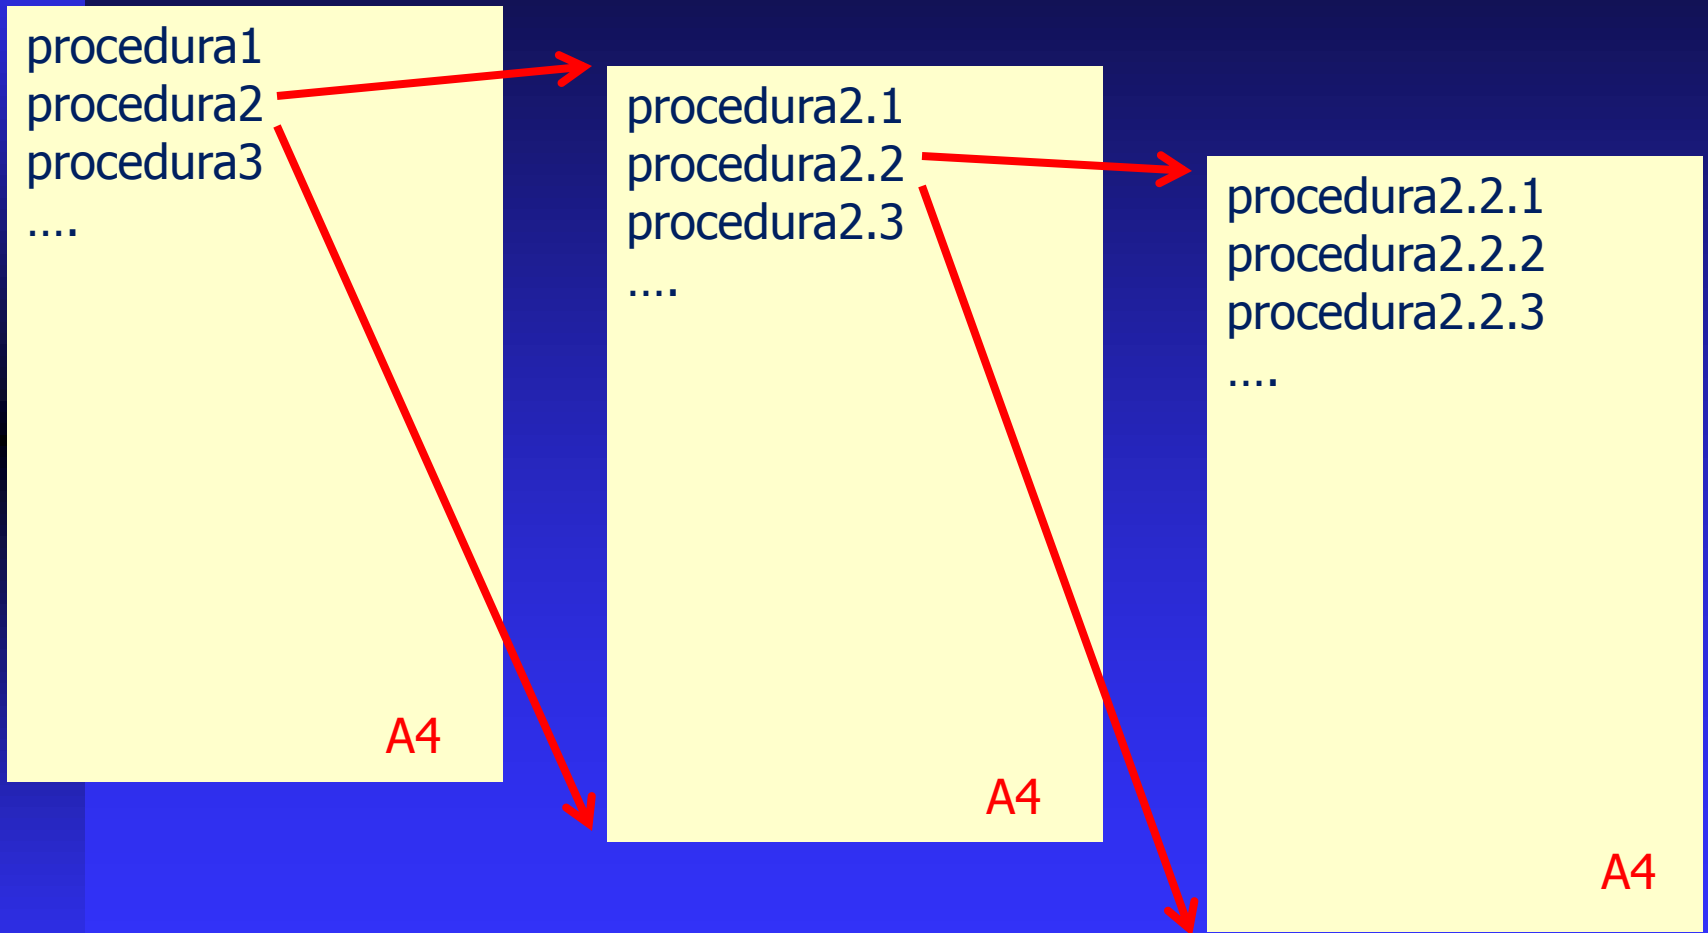 procedura1
procedura2
procedura3
....
A4
procedura2.1
procedura2.2
procedura2.3
....
A4
procedura2.2.1
procedura2.2.2
procedura2.2.3
....
A4